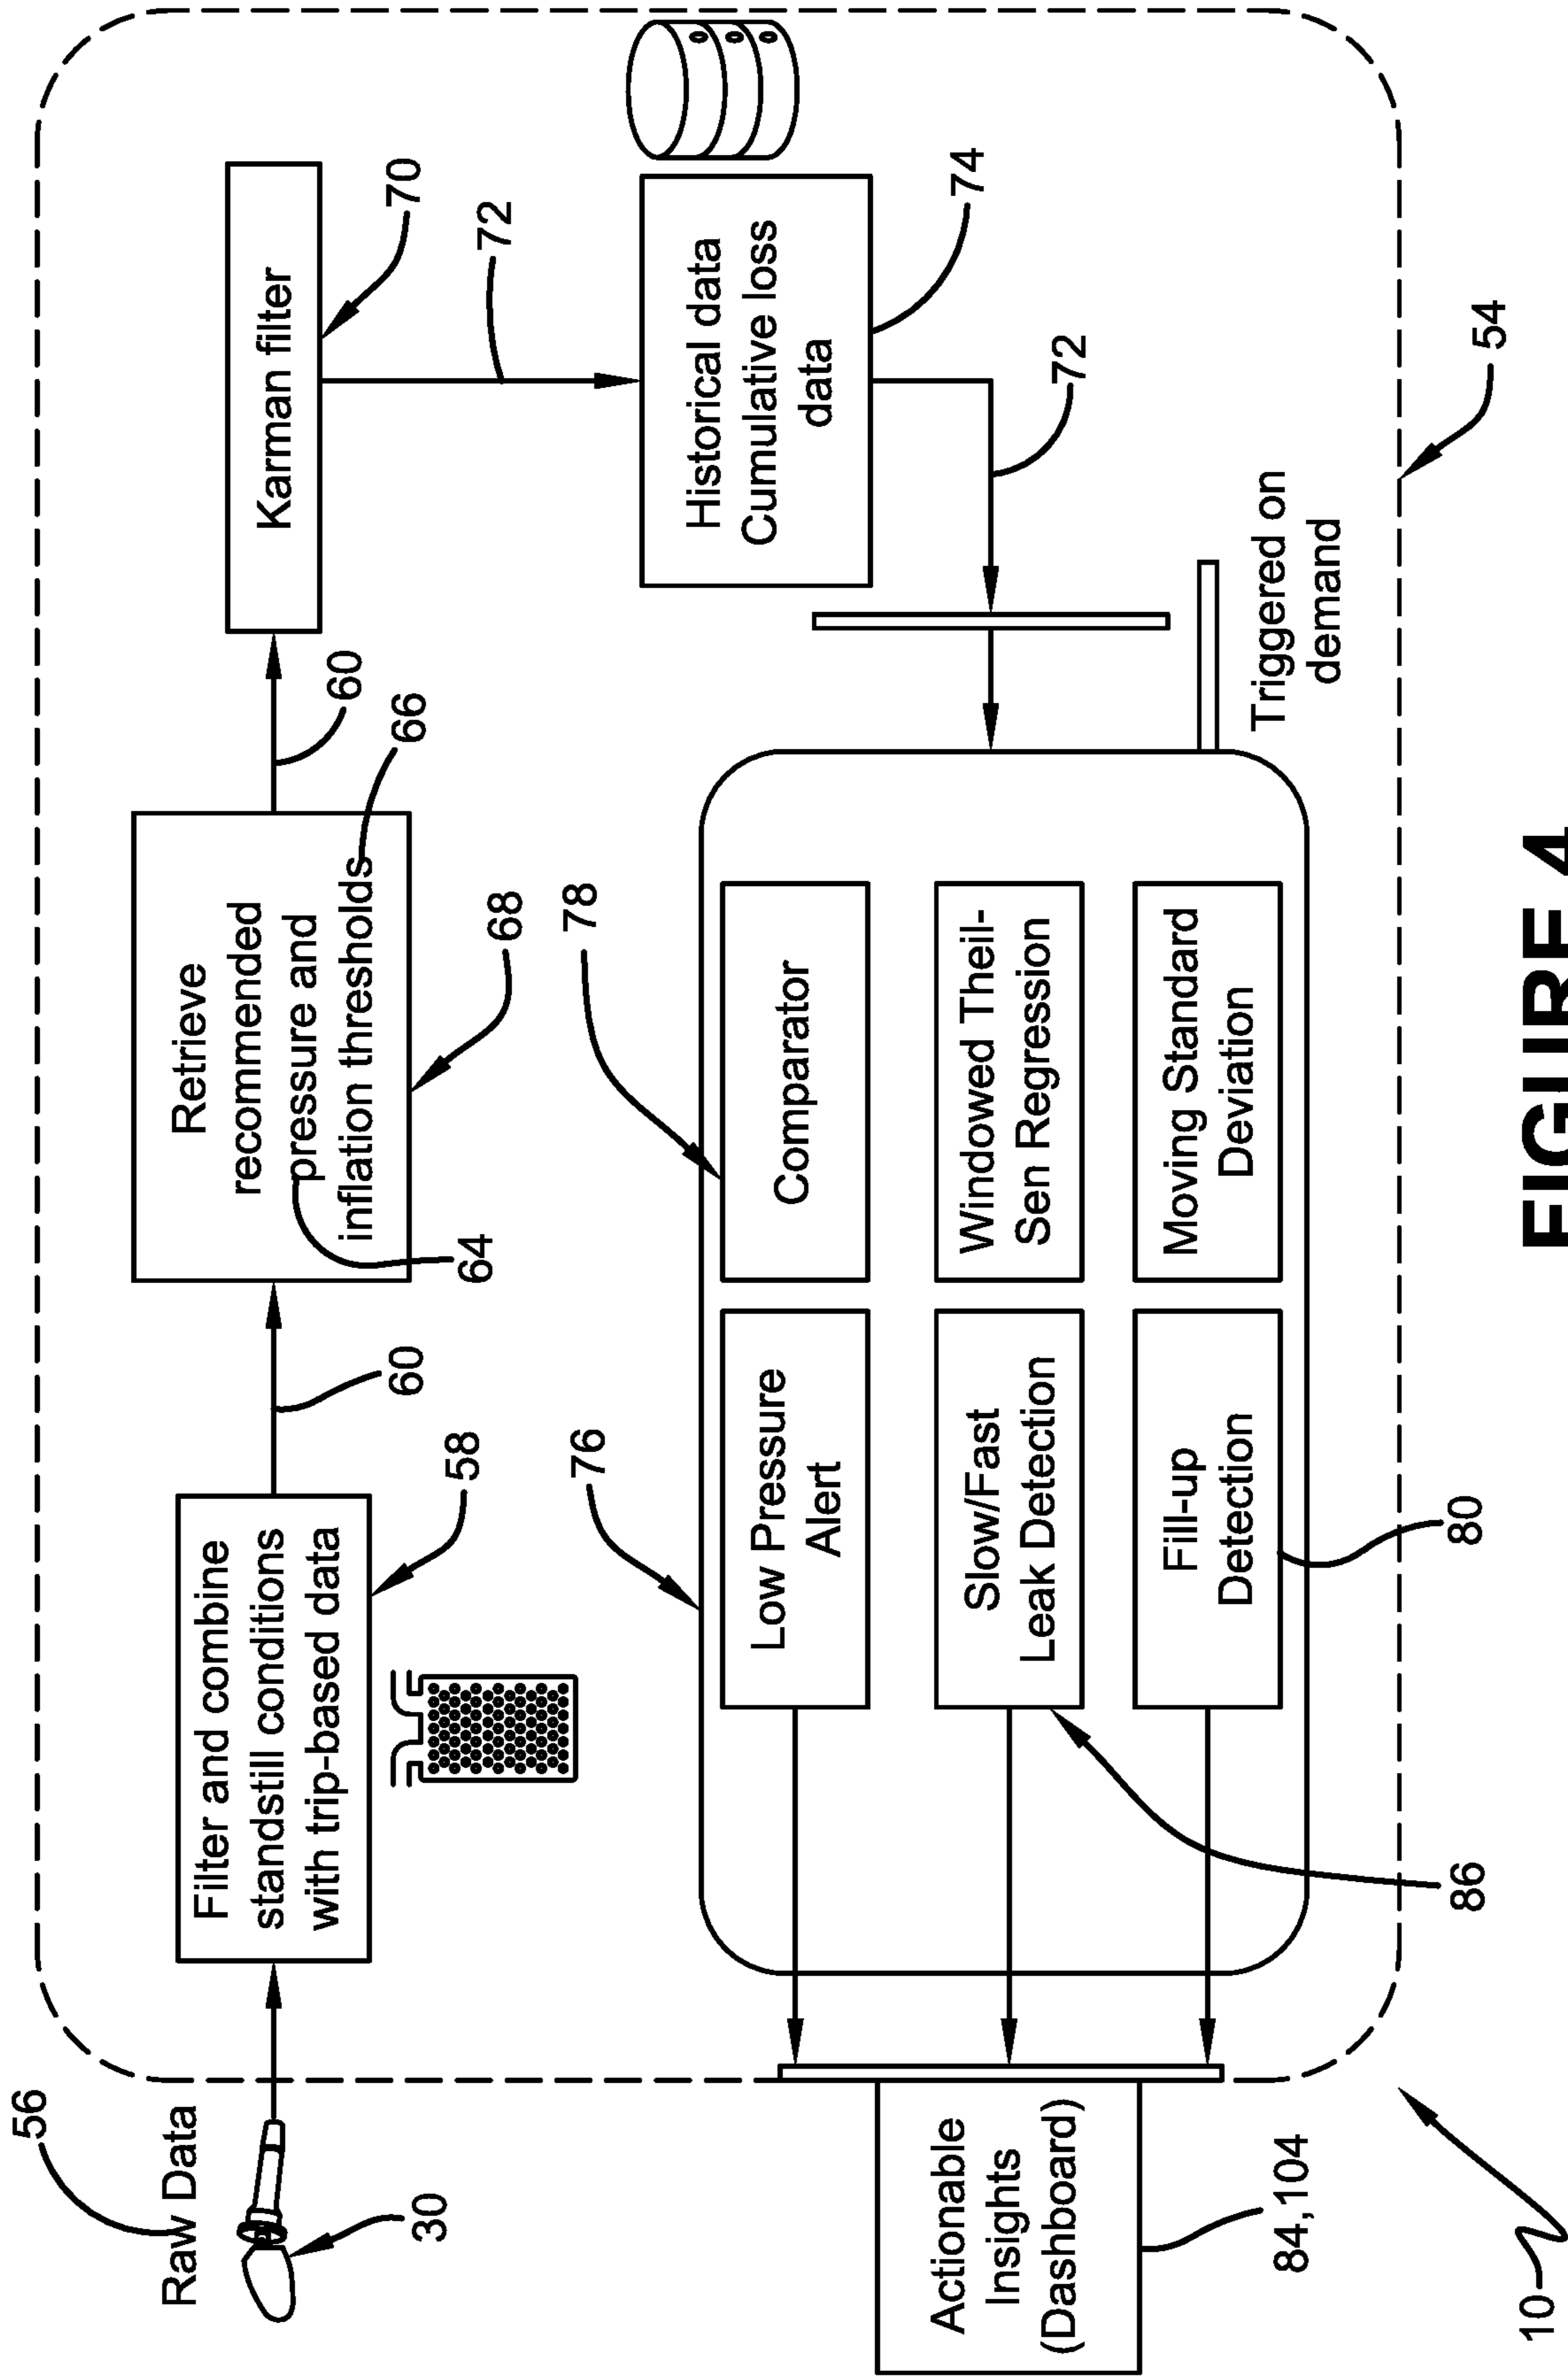 56
Raw Data
30
Filter and combine
standstill conditions
with trip-based data
58
60
Retrieve
recommended
pressure and
inflation thresholds
64
66
68
60
Karman filter
70
72
Historical data
Cumulative loss
data
74
72
Triggered on
demand
54
76
78
Low Pressure
Alert
Comparator
Slow/Fast
Leak Detection
Windowed Theil-
Sen Regression
Fill-up
Detection
Moving Standard
Deviation
80
86
Actionable
Insights
(Dashboard)
84,104
10
FIGURE 4